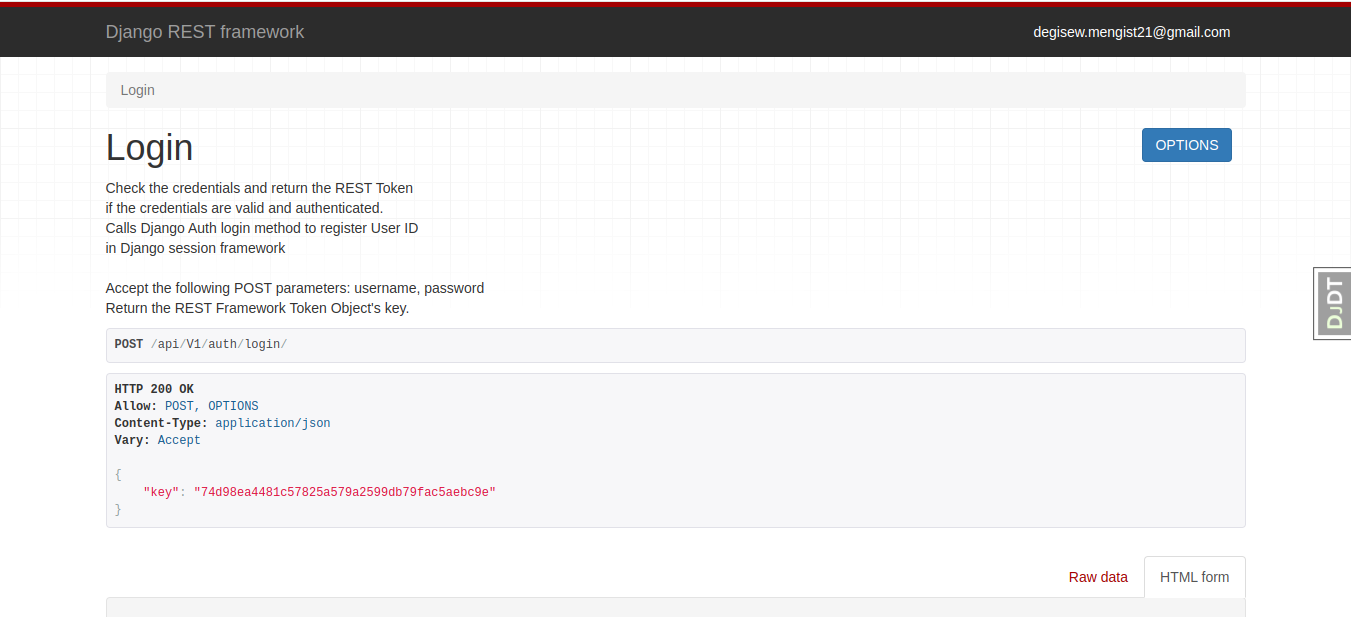 Django REST framework
degisew.mengist21@gmail.com
Login
Login
OPTIONS
Check the credentials and return the REST Token
if the credentials are valid and authenticated.
Calls Django Auth login method to register User ID
in Django session framework
Accept the following POST parameters: username, password
Return the REST Framework Token Object's key.
DJDT
POST /api/V1/auth/login/
HTTP 200 OK
Allow: POST, OPTIONS
Content-Type: application/json
Vary: Accept
{
"key": "74d98ea4481c57825a579a2599db79fac5aebc9e"
}
Raw data
HTML form